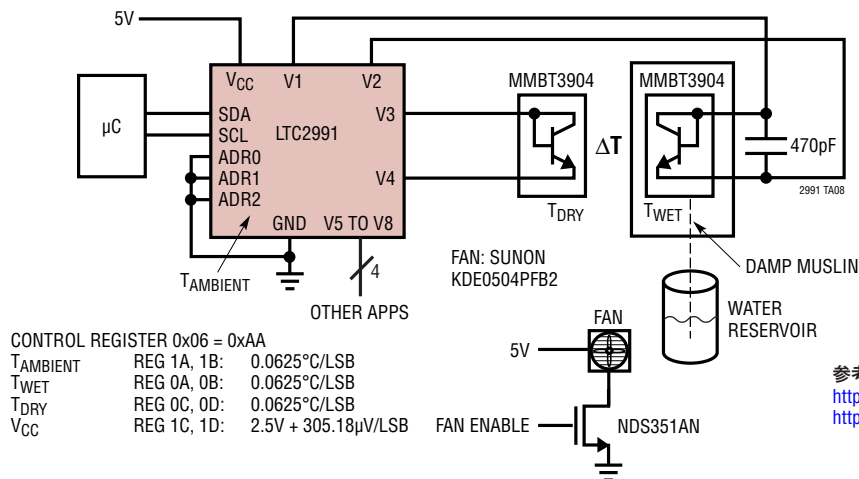 5V
VCC
V1
V2
SDA
SCL
ADR0
ADR1
ADR2
LTC2991
V3
V4
GND
V5 TO V8
µC
TAMBIENT
4
OTHER APPS
MMBT3904
TDRY
ΔT
MMBT3904
TWET
470pF
2991 TA08
FAN: SUNON
KDE0504PFB2
DAMP MUSLIN
WATER
RESERVOIR
FAN
5V
FAN ENABLE
NDS351AN
CONTROL REGISTER 0x06 = 0xAA
TAMBIENT REG 1A, 1B: 0.0625°C/LSB
TWET REG 0A, 0B: 0.0625°C/LSB
TDRY REG 0C, 0D: 0.0625°C/LSB
VCC REG 1C, 1D: 2.5V + 305.18µV/LSB
http
http